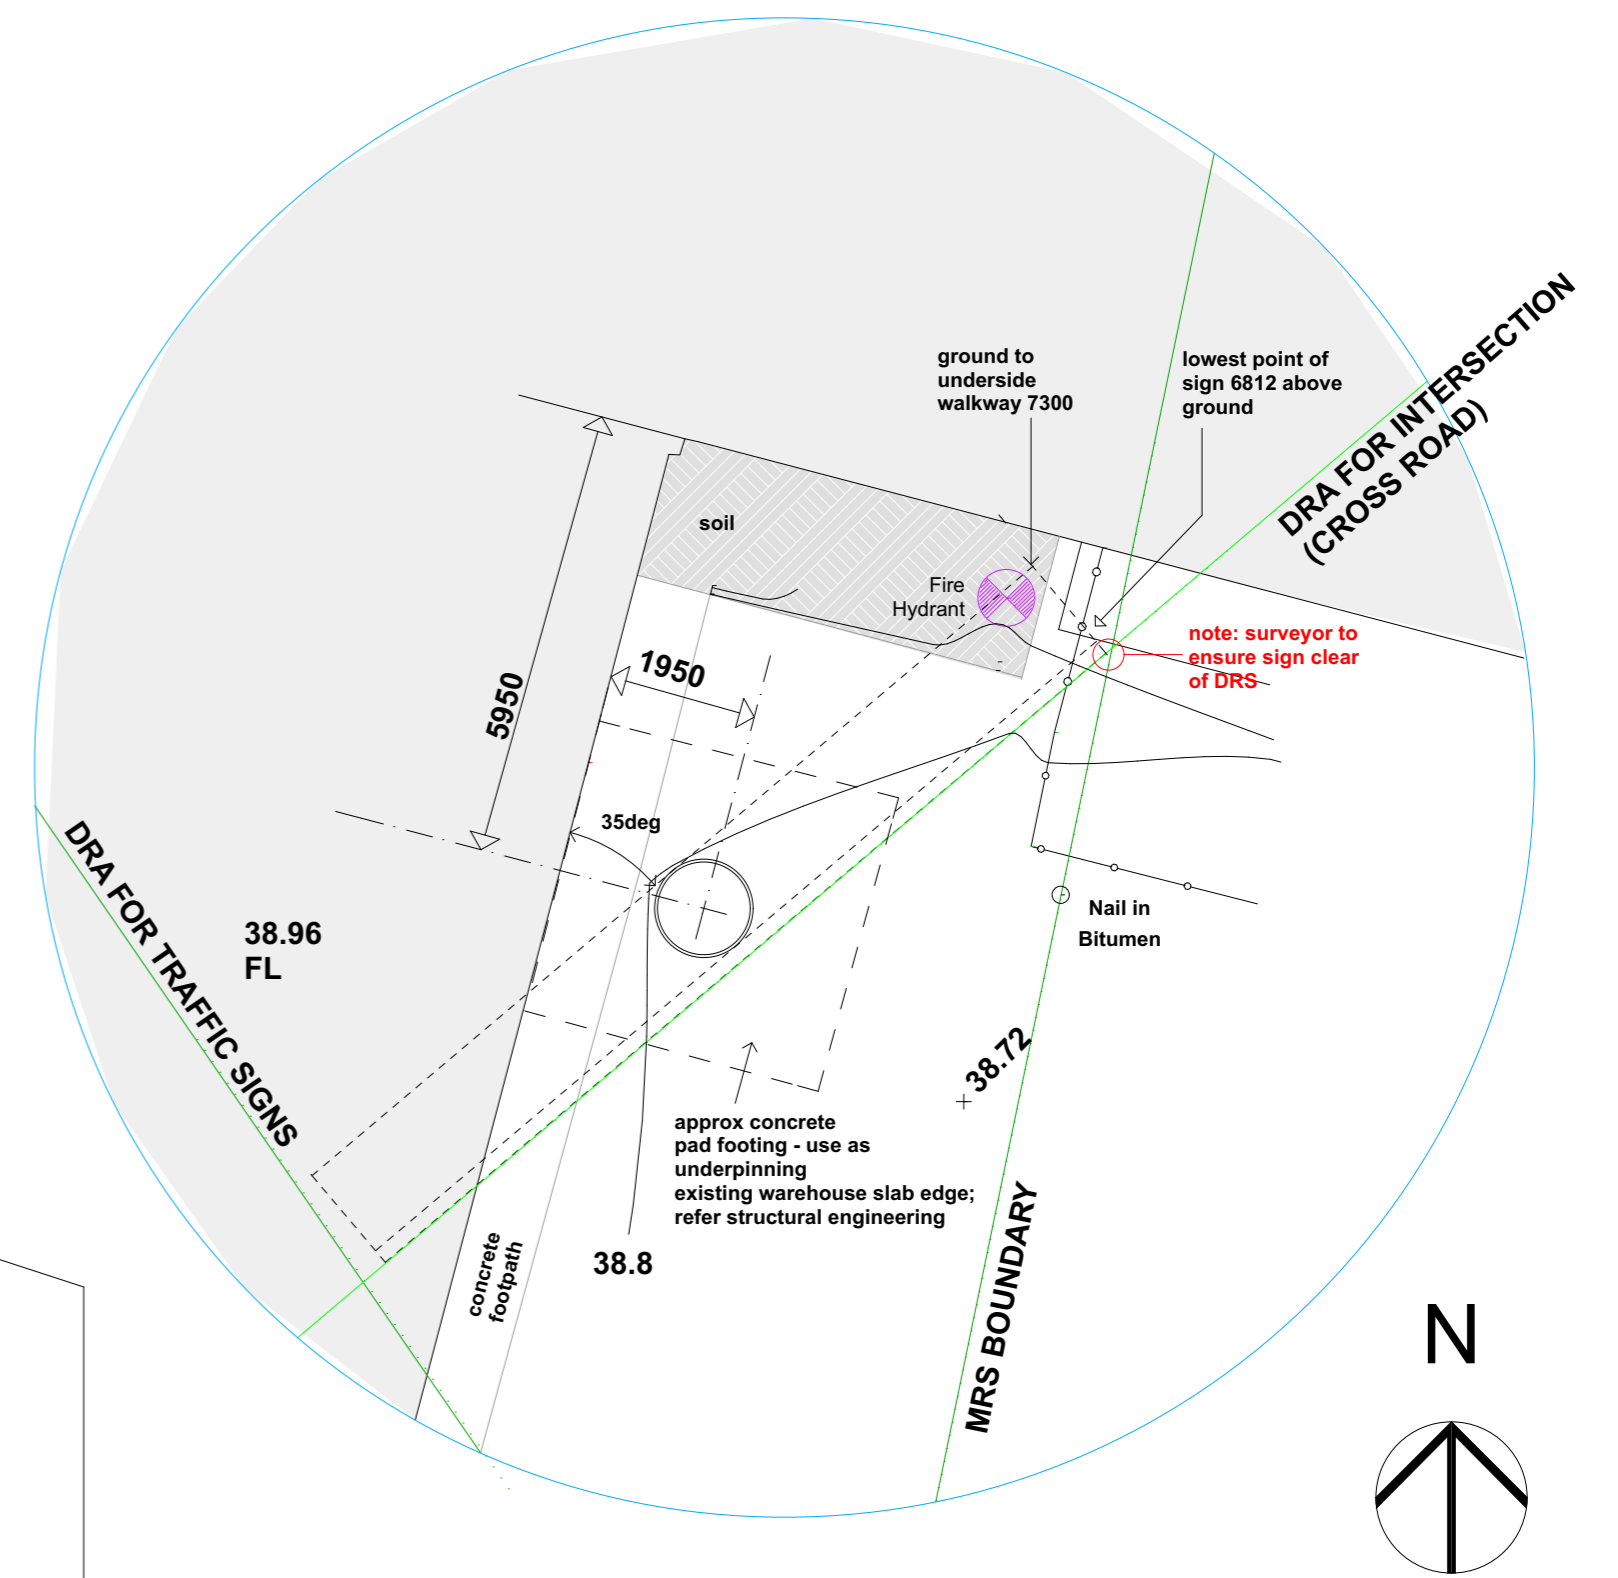 ground to
underside
walkway 7300
lowest point of
sign 6812 above
ground
DRA FOR INTERSECTION
(CROSS ROAD)
soil
Fire
Hydrant
note: surveyor to
ensure sign clear
of DRS
1950
5950
35deg
DRA FOR TRAFFIC SIGNS
38.96
FL
Nail in
Bitumen
38.72
approx concrete
pad footing - use as
underpinning
existing warehouse slab edge;
refer structural engineering
concrete
footpath
38.8
MRS BOUNDARY
N